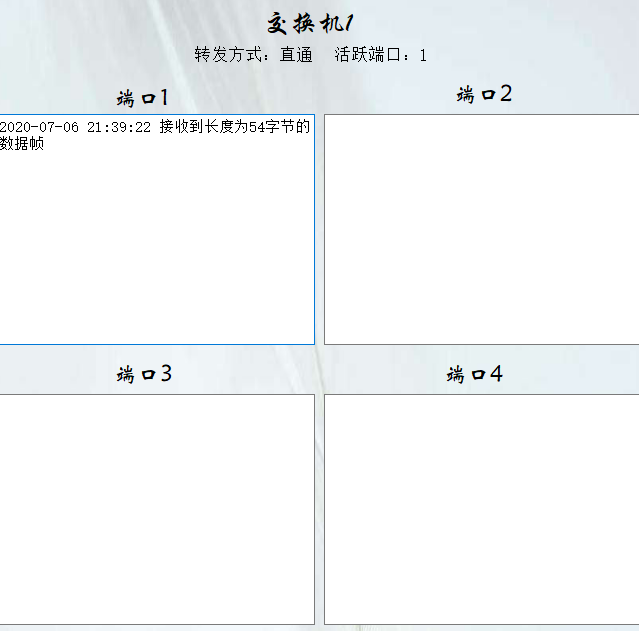 交换机1
转发方式：直通 活跃端口：1
端口1
端口2
2020-07-06 21:39:22 接收到长度为54字节的
数据帧
端口3
端口4